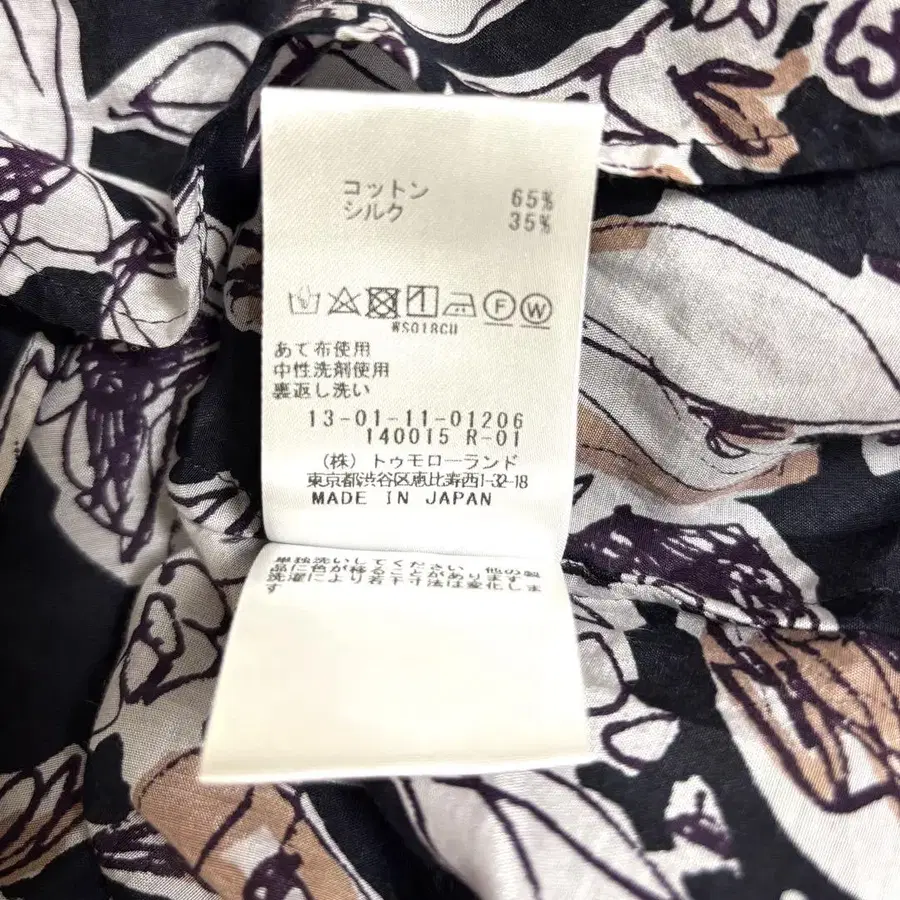 コットン 65%
シルク 35%
F W
WS018CU
あて布使用
中性洗剤使用
裏返し洗い
13-01-11-01206
140015 R-01
(株) トゥモローランド
東京都渋谷区恵比寿西1-32-18
MADE IN JAPAN
単独洗いしてください。他の製
品に色が移ることがあります。
洗濯により若干寸法は変化しま
す